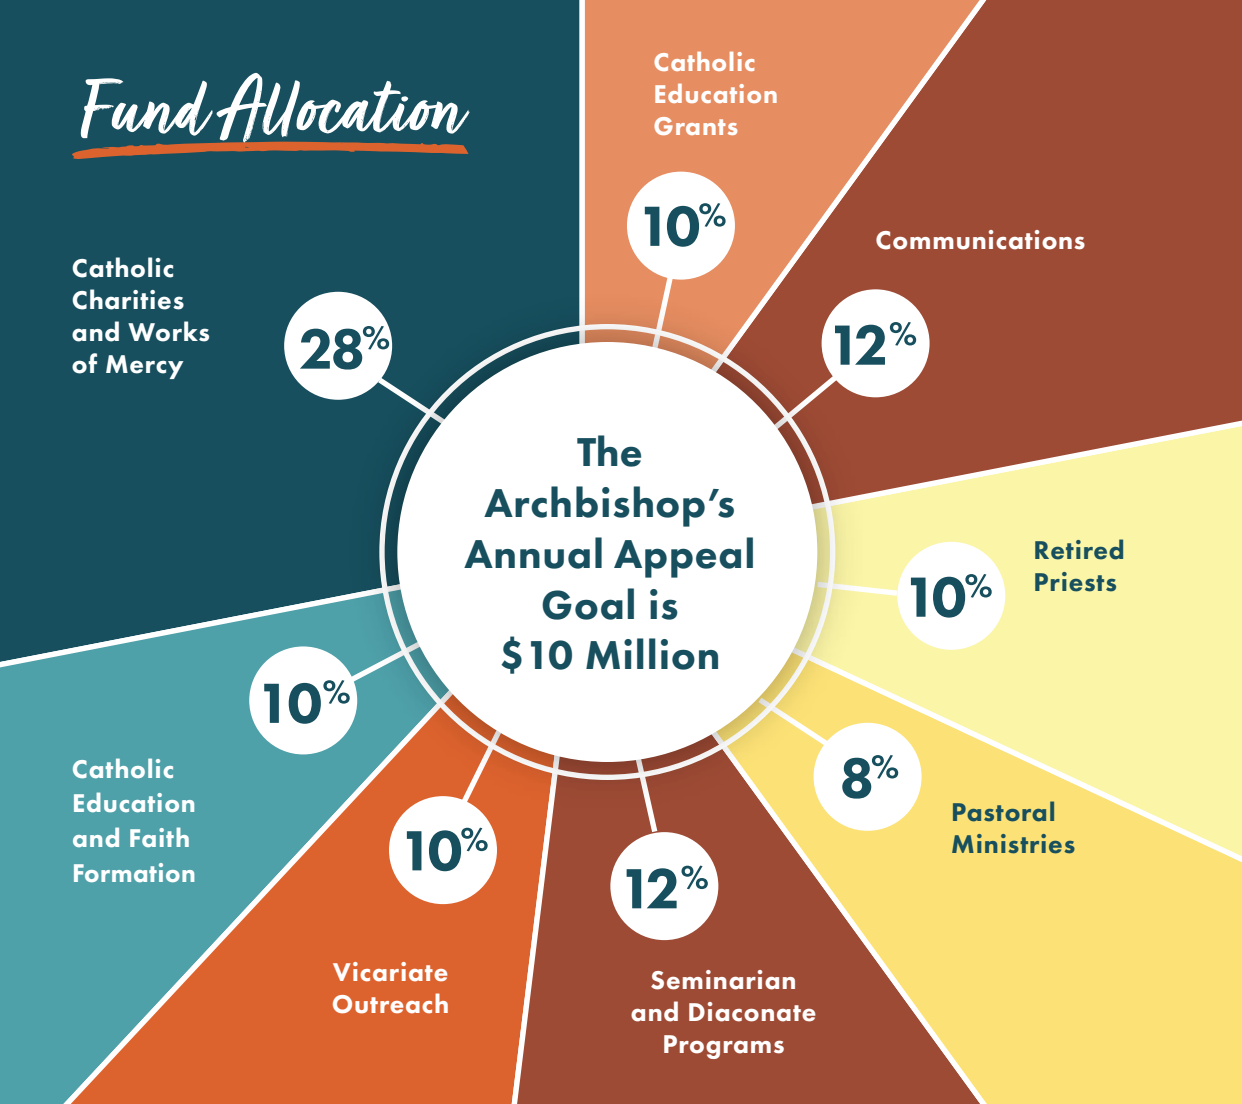 Fund Allocation
Catholic
Charities
and Works
of Mercy
28%
Catholic
Education
Grants
10%
Communications
12%
Retired
Priests
10%
Pastoral
Ministries
8%
Seminarian
and Diaconate
Programs
12%
Vicariate
Outreach
10%
Catholic
Education
and Faith
Formation
10%
The
Archbishop’s
Annual Appeal
Goal is
$10 Million